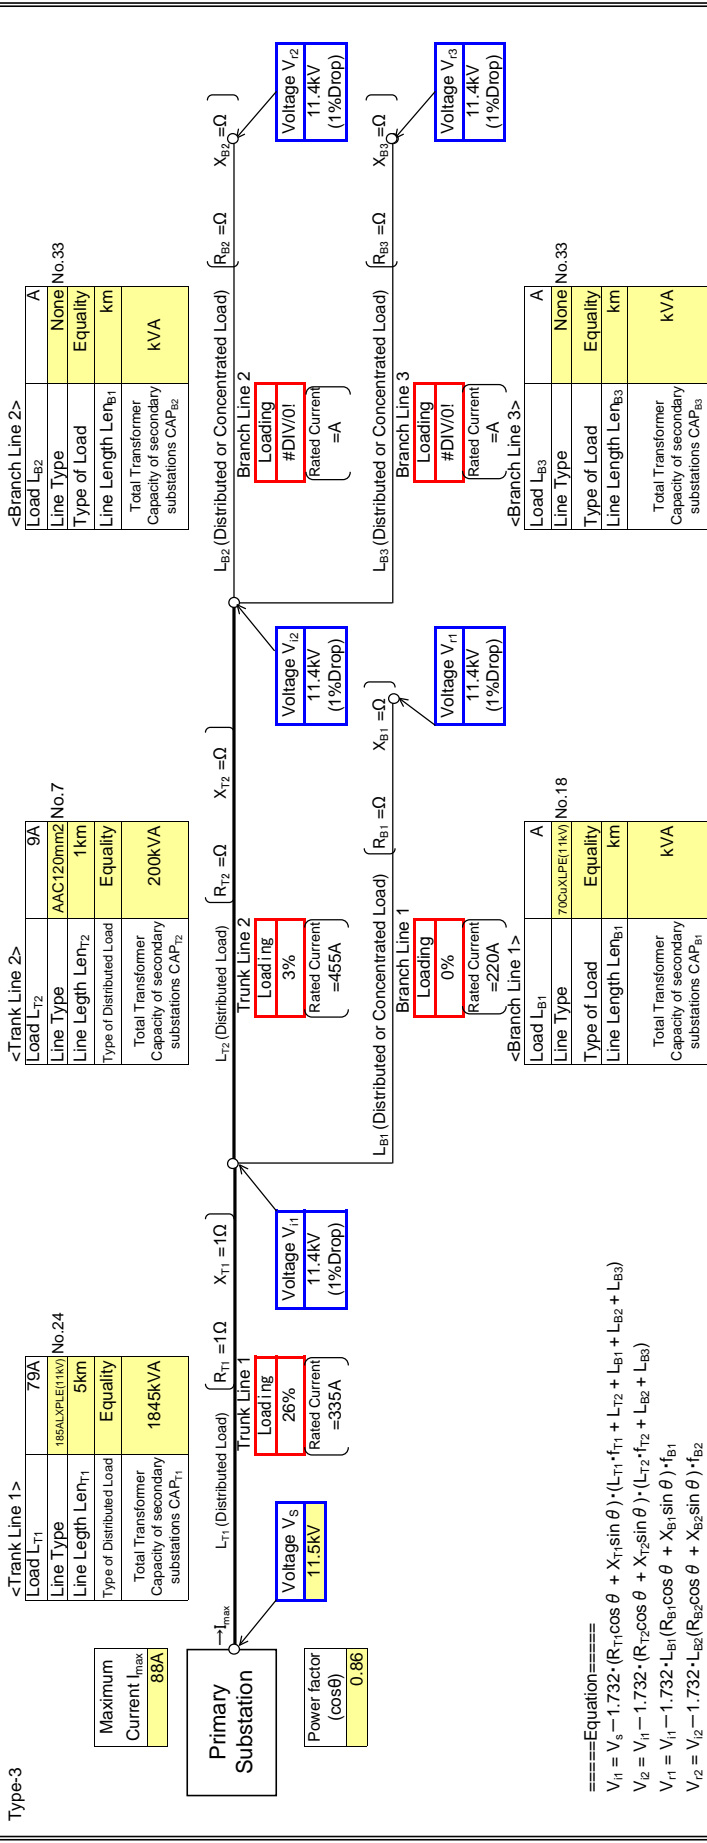 Type-3
<Trank Line 1>
Load LT1 79A
Line Type 185ALXPLE(11kV) No.24
Line Legth LenT1 5km
Type of Distributed Load Equality
Total Transformer
Capacity of secondary
substations CAPT1
1845kVA
<Trank Line 2>
Load LT2 9A
Line Type AAC120mm2 No.7
Line Legth LenT2 1km
Type of Distributed Load Equality
Total Transformer
Capacity of secondary
substations CAPT2
200kVA
<Branch Line 2>
Load LB2 A
Line Type None No.33
Type of Load Equality
Line Length LenB1 km
Total Transformer
Capacity of secondary
substations CAPB2
kVA
Maximum
Current Imax
88A
Primary
Substation
→Imax
Power factor
(cosθ)
0.86
Voltage VS
11.5kV
LT1 (Distributed Load) RT1 =1Ω XT1 =1Ω
Trunk Line 1
Loading
26%
Rated Current
=335A
Voltage Vi1
11.4kV
(1%Drop)
LT2 (Distributed Load) RT2 =Ω XT2 =Ω
Trunk Line 2
Loading
3%
Rated Current
=455A
Voltage Vi2
11.4kV
(1%Drop)
LB2 (Distributed or Concentrated Load) RB2 =Ω XB2 =Ω
Branch Line 2
Loading
#DIV/0!
Rated Current
=A
Voltage Vr2
11.4kV
(1%Drop)
LB1 (Distributed or Concentrated Load) RB1 =Ω XB1 =Ω
Branch Line 1
Loading
0%
Rated Current
=220A
Voltage Vr1
11.4kV
(1%Drop)
LB3 (Distributed or Concentrated Load) RB3 =Ω XB3 =Ω
Branch Line 3
Loading
#DIV/0!
Rated Current
=A
Voltage Vr3
11.4kV
(1%Drop)
<Branch Line 1>
Load LB1 A
Line Type 70CuXLPE(11kV) No.18
Type of Load Equality
Line Length LenB1 km
Total Transformer
Capacity of secondary
substations CAPB1
kVA
<Branch Line 3>
Load LB3 A
Line Type None No.33
Type of Load Equality
Line Length LenB3 km
Total Transformer
Capacity of secondary
substations CAPB3
kVA
=====Equation=====
Vi1 = Vs−1.732・(RT1cos θ + XT1sin θ)・(LT1・fT1 + LT2 + LB1 + LB2 + LB3)
Vi2 = Vi1−1.732・(RT2cos θ + XT2sin θ)・(LT2・fT2 + LB2 + LB3)
Vr1 = Vi1−1.732・LB1(RB1cos θ + XB1sin θ)・fB1
Vr2 = Vi2−1.732・LB2(RB2cos θ + XB2sin θ)・fB2